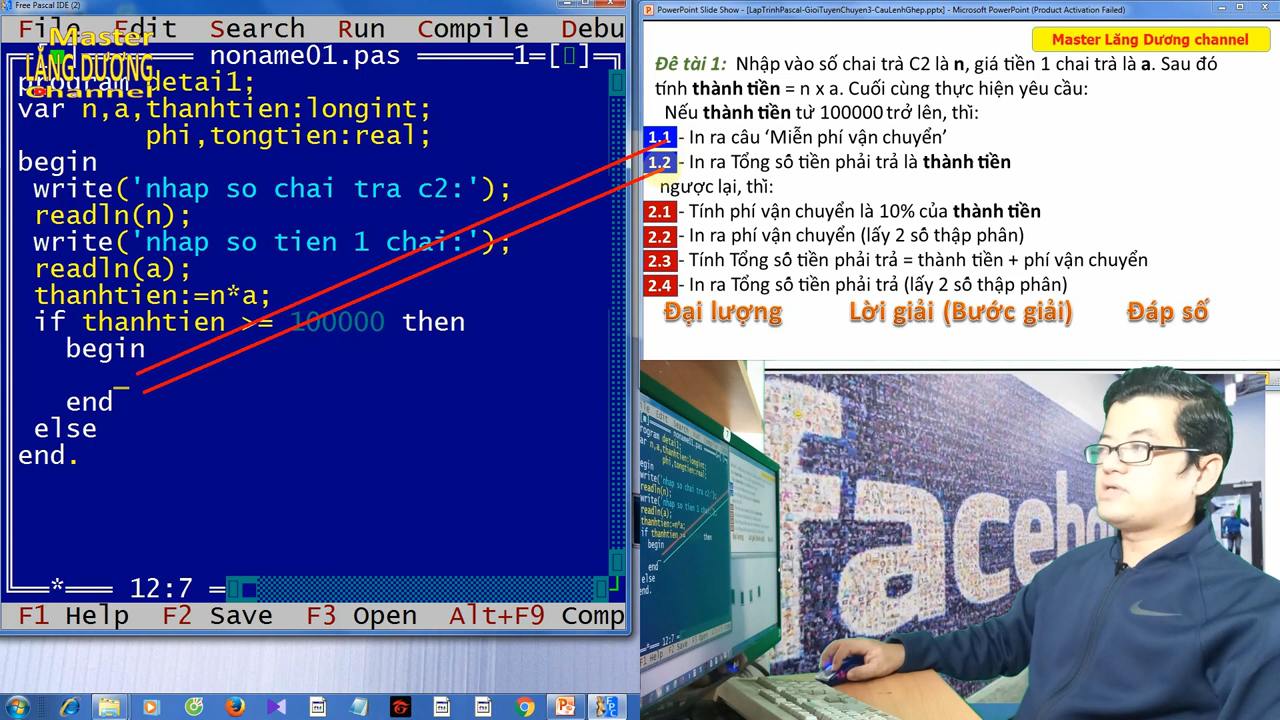 Free Pascal IDE (2)
File Edit Search Run Compile Debu
Master
LÃNG DƯƠNG
Channel
noname01.pas 1=[
program detai1;
var n,a,thanhtien:longint;
phi,tongtien:real;
begin
write('nhap so chai tra c2:');
readln(n);
write('nhap so tien 1 chai:');
readln(a);
thanhtien:=n*a;
if thanhtien >= 100000 then
begin
end
else
end.
* 12:7
F1 Help F2 Save F3 Open Alt+F9 Comp
PowerPoint Slide Show - [LapTrinhPascal-GioiTuyenChuyen3-CauLenhGhep.pptx] - Microsoft PowerPoint (Product Activation Failed)
Master Lãng Dương channel
Đề tài 1: Nhập vào số chai trà C2 là n, giá tiền 1 chai trà là a. Sau đó
tính thành tiền = n x a. Cuối cùng thực hiện yêu cầu:
Nếu thành tiền từ 100000 trở lên, thì:
1.1 - In ra câu ‘Miễn phí vận chuyển’
1.2 - In ra Tổng số tiền phải trả là thành tiền
ngược lại, thì:
2.1 - Tính phí vận chuyển là 10% của thành tiền
2.2 - In ra phí vận chuyển (lấy 2 số thập phân)
2.3 - Tính Tổng số tiền phải trả = thành tiền + phí vận chuyển
2.4 - In ra Tổng số tiền phải trả (lấy 2 số thập phân)
Đại lượng Lời giải (Bước giải) Đáp số
facebo